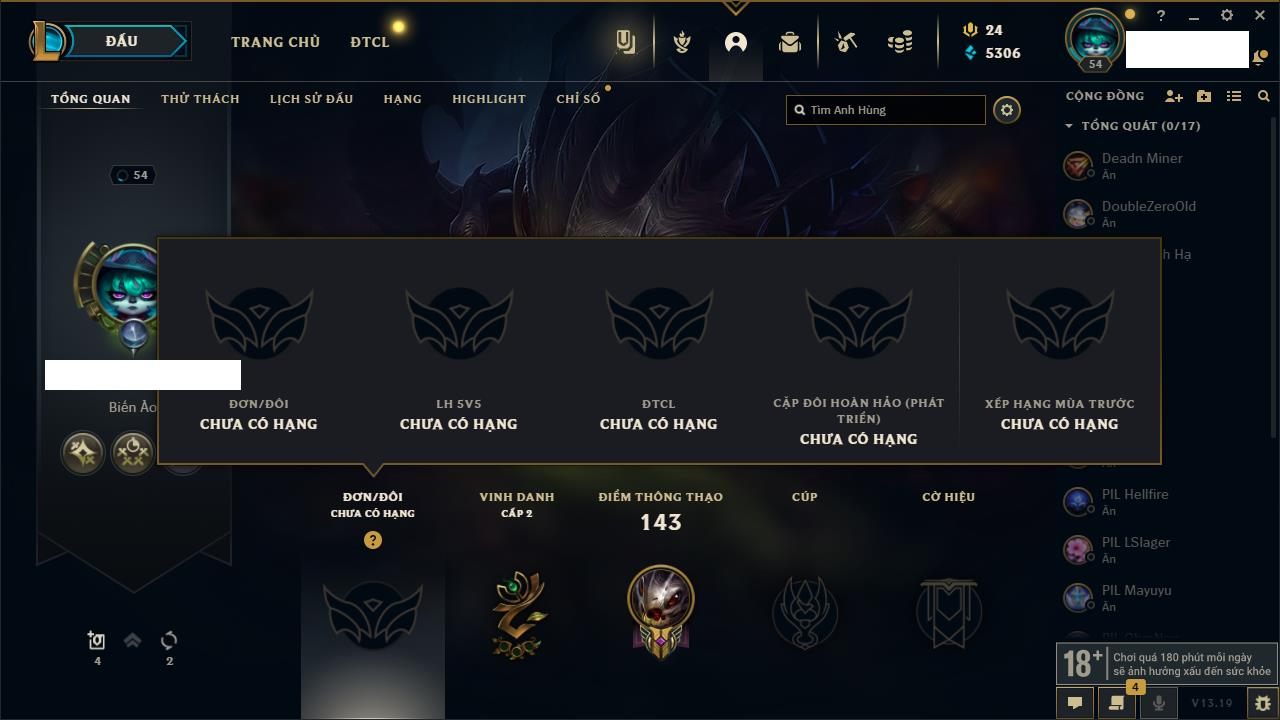 ĐẤU
TRANG CHỦ
ĐTCL
24
5306
54
TỔNG QUAN
THỬ THÁCH
LỊCH SỬ ĐẤU
HẠNG
HIGHLIGHT
CHỈ SỐ
Tìm Anh Hùng
CỘNG ĐỒNG
TỔNG QUÁT (0/17)
Deadn Miner
Ẩn
DoubleZeroOld
Ẩn
h Hạ
54
Biến Ảo
ĐƠN/ĐÔI
CHƯA CÓ HẠNG
LH 5V5
CHƯA CÓ HẠNG
ĐTCL
CHƯA CÓ HẠNG
CẶP ĐÔI HOÀN HẢO (PHÁT
TRIỂN)
CHƯA CÓ HẠNG
XẾP HẠNG MÙA TRƯỚC
CHƯA CÓ HẠNG
ĐƠN/ĐÔI
CHƯA CÓ HẠNG
?
VINH DANH
CẤP 2
ĐIỂM THÔNG THẠO
143
CÚP
CỜ HIỆU
Ẩn
PIL Hellfire
Ẩn
PIL LSlager
Ẩn
PIL Mayuyu
Ẩn
4
2
18+
Chơi quá 180 phút mỗi ngày
sẽ ảnh hưởng xấu đến sức khỏe
4
V13.19